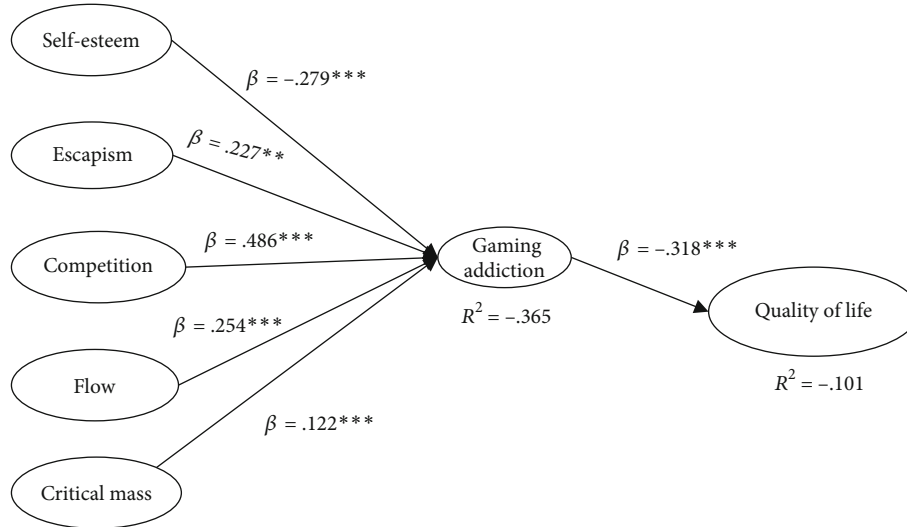 Self-esteem
β = –.279***
Escapism
β = .227**
Competition
β = .486***
Gaming
addiction
R² = –.365
β = –.318***
Quality of life
R² = –.101
Flow
β = .254***
Critical mass
β = .122***